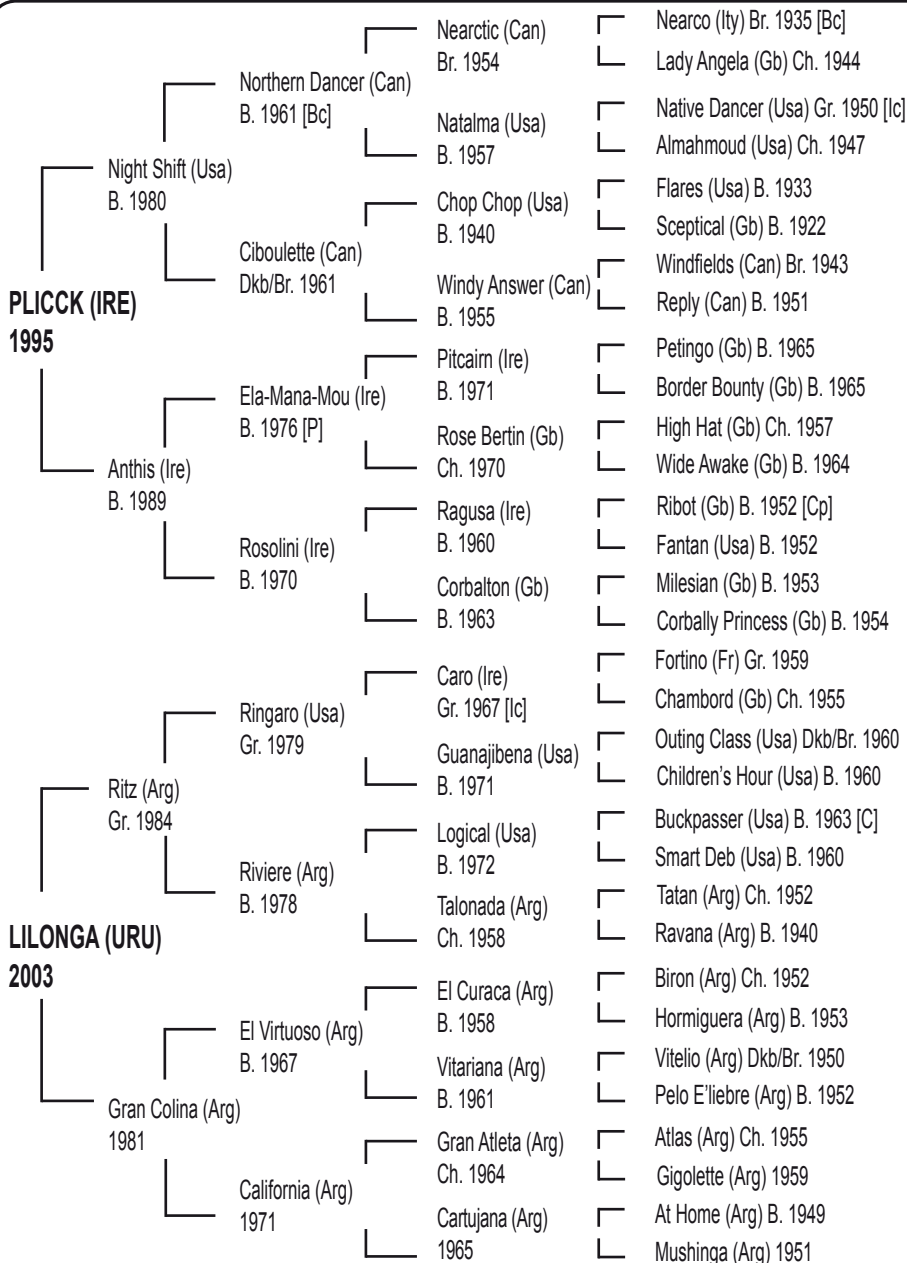 Nearctic (Can)
Br. 1954
Nearco (Ity) Br. 1935 [Bc]
Lady Angela (Gb) Ch. 1944
Northern Dancer (Can)
B. 1961 [Bc]
Natalma (Usa)
B. 1957
Native Dancer (Usa) Gr. 1950 [Ic]
Almahmoud (Usa) Ch. 1947
Night Shift (Usa)
B. 1980
Chop Chop (Usa)
B. 1940
Flares (Usa) B. 1933
Sceptical (Gb) B. 1922
Ciboulette (Can)
Dkb/Br. 1961
Windy Answer (Can)
B. 1955
Windfields (Can) Br. 1943
Reply (Can) B. 1951
PLICCK (IRE)
1995
Pitcairn (Ire)
B. 1971
Petingo (Gb) B. 1965
Border Bounty (Gb) B. 1965
Ela-Mana-Mou (Ire)
B. 1976 [P]
Rose Bertin (Gb)
Ch. 1970
High Hat (Gb) Ch. 1957
Wide Awake (Gb) B. 1964
Anthis (Ire)
B. 1989
Ragusa (Ire)
B. 1960
Ribot (Gb) B. 1952 [Cp]
Fantan (Usa) B. 1952
Rosolini (Ire)
B. 1970
Corbalton (Gb)
B. 1963
Milesian (Gb) B. 1953
Corbally Princess (Gb) B. 1954
Caro (Ire)
Gr. 1967 [Ic]
Fortino (Fr) Gr. 1959
Chambord (Gb) Ch. 1955
Ringaro (Usa)
Gr. 1979
Guanajibena (Usa)
B. 1971
Outing Class (Usa) Dkb/Br. 1960
Children's Hour (Usa) B. 1960
Ritz (Arg)
Gr. 1984
Logical (Usa)
B. 1972
Buckpasser (Usa) B. 1963 [C]
Smart Deb (Usa) B. 1960
Riviere (Arg)
B. 1978
Talonada (Arg)
Ch. 1958
Tatan (Arg) Ch. 1952
Ravana (Arg) B. 1940
LILONGA (URU)
2003
El Curaca (Arg)
B. 1958
Biron (Arg) Ch. 1952
Hormiguera (Arg) B. 1953
El Virtuoso (Arg)
B. 1967
Vitariana (Arg)
B. 1961
Vitelio (Arg) Dkb/Br. 1950
Pelo E'liebre (Arg) B. 1952
Gran Colina (Arg)
1981
Gran Atleta (Arg)
Ch. 1964
Atlas (Arg) Ch. 1955
Gigolette (Arg) 1959
California (Arg)
1971
Cartujana (Arg)
1965
At Home (Arg) B. 1949
Mushinga (Arg) 1951